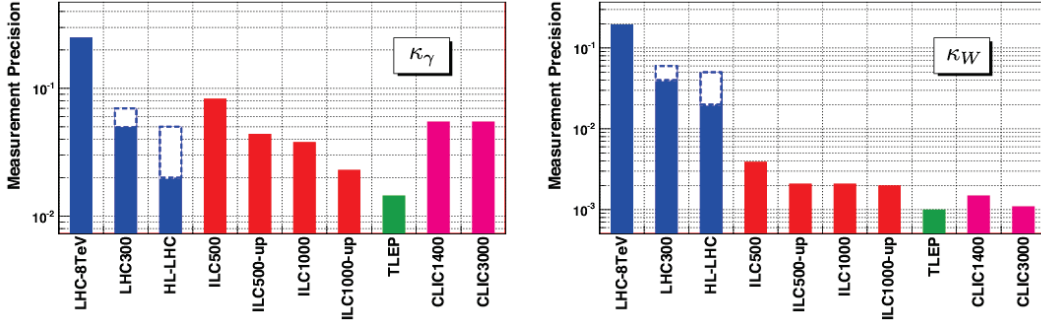 Measurement Precision
κγ
10⁻¹
10⁻²
LHC-8TeV
LHC300
HL-LHC
ILC500
ILC500-up
ILC1000
ILC1000-up
TLEP
CLIC1400
CLIC3000
Measurement Precision
κW
10⁻¹
10⁻²
10⁻³
LHC-8TeV
LHC300
HL-LHC
ILC500
ILC500-up
ILC1000
ILC1000-up
TLEP
CLIC1400
CLIC3000